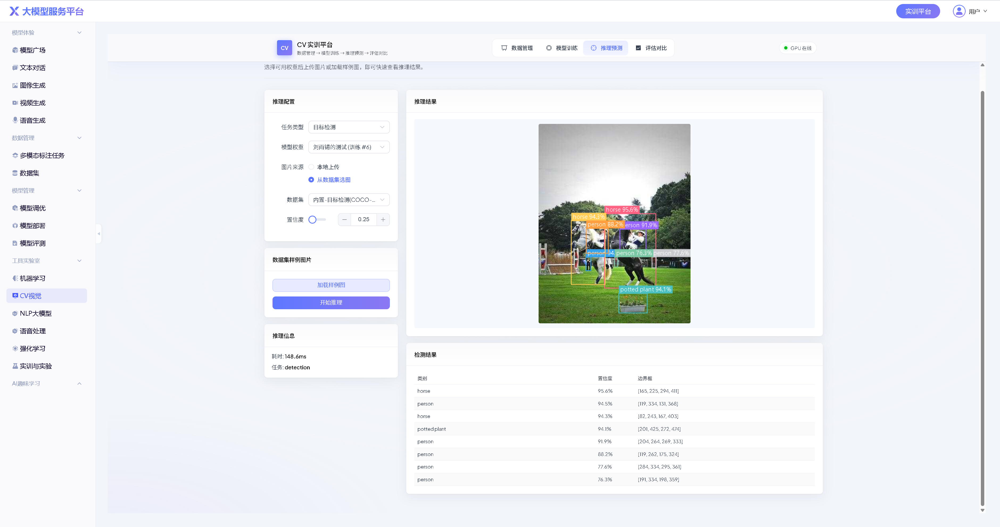 大模型服务平台
实训平台
用户
模型体验
模型广场
文本对话
图像生成
视频生成
语音生成
数据管理
多模态标注任务
数据集
模型管理
模型调优
模型部署
模型评测
工具实验室
机器学习
CV视觉
NLP大模型
语音处理
强化学习
实训与实验
AI趣味学习
CV
CV 实训平台
数据管理 → 模型训练 → 推理预测 → 评估对比
数据管理
模型训练
推理预测
评估对比
GPU 在线
选择可用权重后上传图片或加载样例图，即可快速查看推理结果。
推理配置
任务类型 目标检测
模型权重 刘雨锡的测试 (训练 #6)
图片来源 本地上传
从数据集选图
数据集 内置-目标检测(COCO-...
置信度 0.25
数据集样例图片
加载样例图
开始推理
推理信息
耗时: 148.6ms
任务: detection
推理结果
horse 95.6%
horse 94.3%
person 88.2% erson 91.9%
person 94. person 76.3% person 77.6%
potted plant 94.1%
检测结果
类别 置信度 边界框
horse 95.6% [165, 225, 294, 411]
person 94.5% [119, 334, 131, 368]
horse 94.3% [82, 243, 167, 403]
potted plant 94.1% [201, 425, 272, 474]
person 91.9% [204, 264, 269, 333]
person 88.2% [119, 262, 175, 324]
person 77.6% [284, 334, 295, 361]
person 76.3% [191, 334, 198, 359]